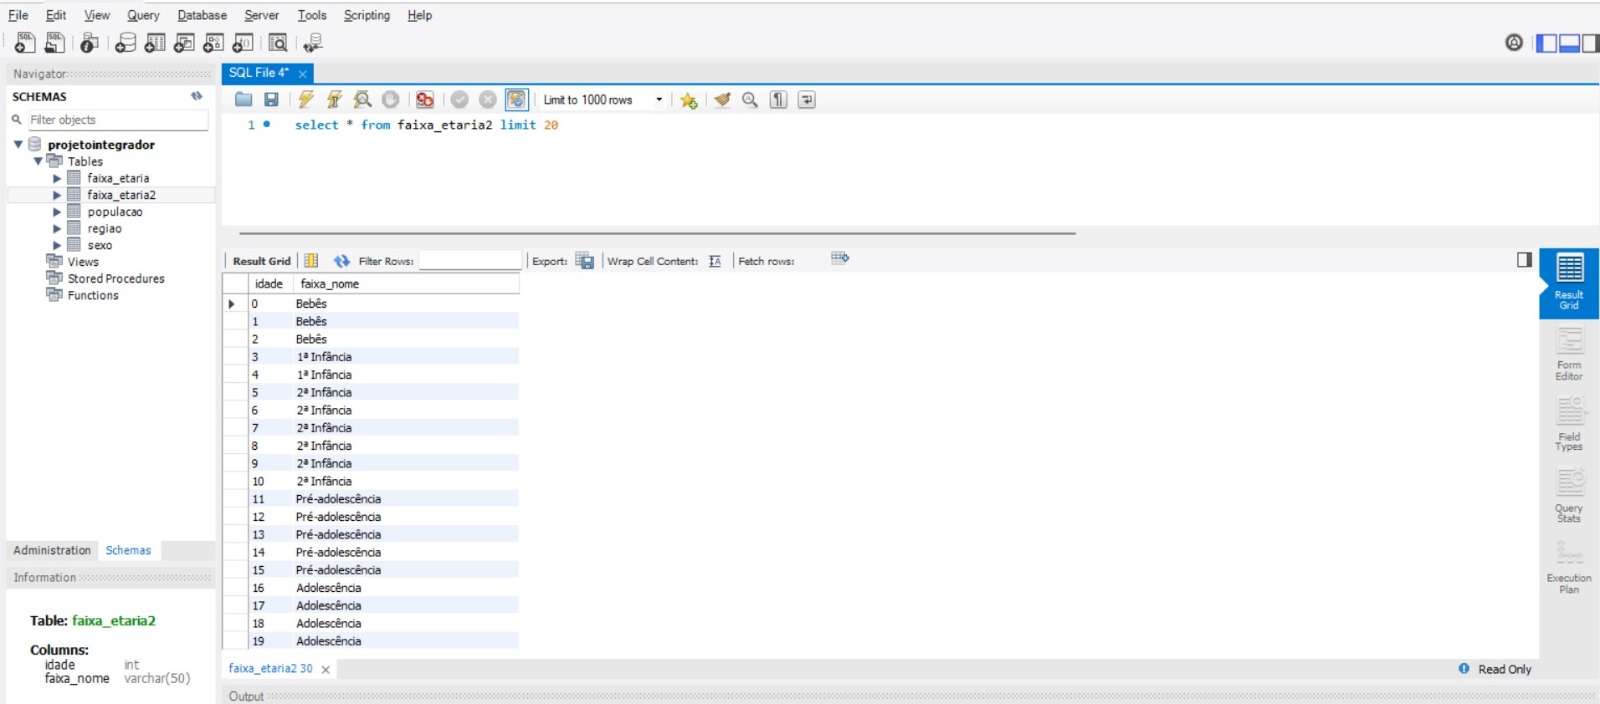 File Edit View Query Database Server Tools Scripting Help
Navigator
SCHEMAS
Filter objects
projetointegrador
Tables
faixa_etaria
faixa_etaria2
populacao
regiao
sexo
Views
Stored Procedures
Functions
Administration Schemas
Information
Table: faixa_etaria2
Columns:
idade int
faixa_nome varchar(50)
SQL File 4*
Limit to 1000 rows
1 select * from faixa_etaria2 limit 20
Result Grid Filter Rows: Export: Wrap Cell Content: Fetch rows:
idade faixa_nome
0 Bebês
1 Bebês
2 Bebês
3 1ª Infância
4 1ª Infância
5 2ª Infância
6 2ª Infância
7 2ª Infância
8 2ª Infância
9 2ª Infância
10 2ª Infância
11 Pré-adolescência
12 Pré-adolescência
13 Pré-adolescência
14 Pré-adolescência
15 Pré-adolescência
16 Adolescência
17 Adolescência
18 Adolescência
19 Adolescência
Result
Grid
Form
Editor
Field
Types
Query
Stats
Execution
Plan
faixa_etaria2 30
Read Only
Output